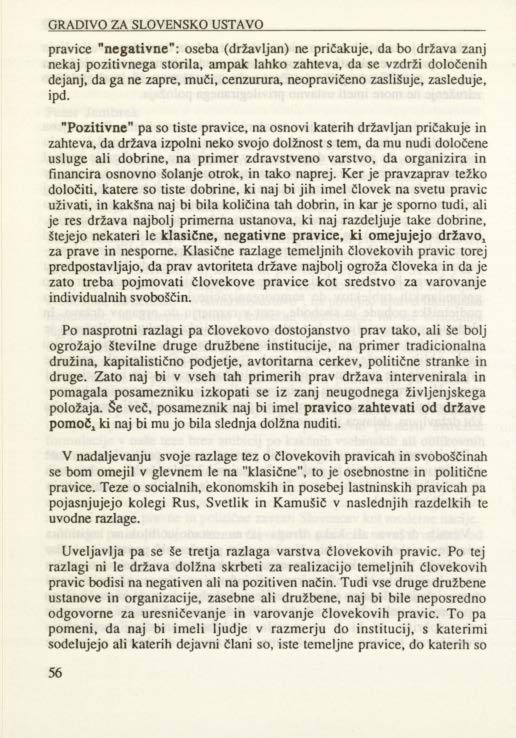 GRADIVO ZA SLOVENSKO USTAVO
pravice "negativne": oseba (državljan) ne pričakuje, da bo država zanj
nekaj pozitivnega storila, ampak lahko zahteva, da se vzdrži določenih
dejanj, da ga ne zapre, muči, cenzurura, neopravičeno zaslišuje, zasleduje,
ipd.
"Pozitivne" pa so tiste pravice, na osnovi katerih državljan pričakuje in
zahteva, da država izpolni neko svojo dolžnost s tem, da mu nudi določene
usluge ali dobrine, na primer zdravstveno varstvo, da organizira in
financira osnovno šolanje otrok, in tako naprej. Ker je pravzaprav težko
določiti, katere so tiste dobrine, ki naj bi jih imel človek na svetu pravic
uživati, in kakšna naj bi bila količina tah dobrin, in kar je sporno tudi, ali
je res država najbolj primerna ustanova, ki naj razdeljuje take dobrine,
štejejo nekateri le klasične, negativne pravice, ki omejujejo državo,
za prave in nesporne. Klasične razlage temeljnih človekovih pravic torej
predpostavljajo, da prav avtoriteta države najbolj ogroža človeka in da je
zato treba pojmovati človekove pravice kot sredstvo za varovanje
individualnih svoboščin.
Po nasprotni razlagi pa človekovo dostojanstvo prav tako, ali še bolj
ogrožajo številne druge družbene institucije, na primer tradicionalna
družina, kapitalistično podjetje, avtoritarna cerkev, politične stranke in
druge. Zato naj bi v vseh tah primerih prav država intervenirala in
pomagala posamezniku izkopati se iz zanj neugodnega življenjskega
položaja. Še več, posameznik naj bi imel pravico zahtevati od države
pomoč, ki naj bi mu jo bila slednja dolžna nuditi.
V nadaljevanju svoje razlage tez o človekovih pravicah in svoboščinah
se bom omejil v glevnem le na "klasične", to je osebnostne in politične
pravice. Teze o socialnih, ekonomskih in posebej lastninskih pravicah pa
pojasnjujejo kolegi Rus, Svetlik in Kamušič v naslednjih razdelkih te
uvodne razlage.
Uveljavlja pa se še tretja razlaga varstva človekovih pravic. Po tej
razlagi ni le država dolžna skrbeti za realizacijo temeljnih človekovih
pravic bodisi na negativen ali na pozitiven način. Tudi vse druge družbene
ustanove in organizacije, zasebne ali družbene, naj bi bile neposredno
odgovorne za uresničevanje in varovanje človekovih pravic. To pa
pomeni, da naj bi imeli ljudje v razmerju do institucij, s katerimi
sodelujejo ali katerih dejavni člani so, iste temeljne pravice, do katerih so
56